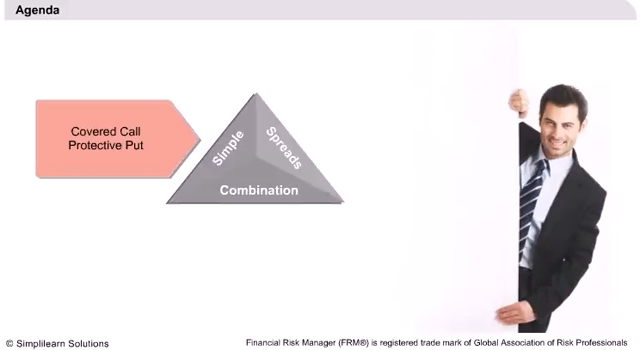 Agenda
Covered Call
Protective Put
Simple
Spreads
Combination
© Simplilearn Solutions
Financial Risk Manager (FRM®) is registered trade mark of Global Association of Risk Professionals